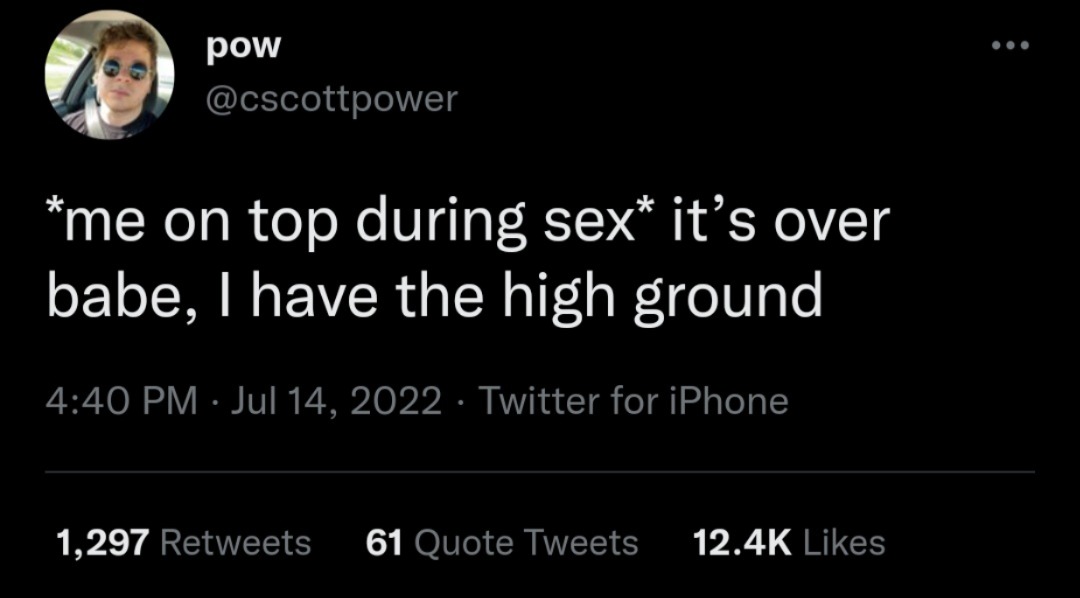 pow
@cscottpower
*me on top during sex* it’s over
babe, I have the high ground
4:40 PM · Jul 14, 2022 · Twitter for iPhone
1,297 Retweets 61 Quote Tweets 12.4K Likes